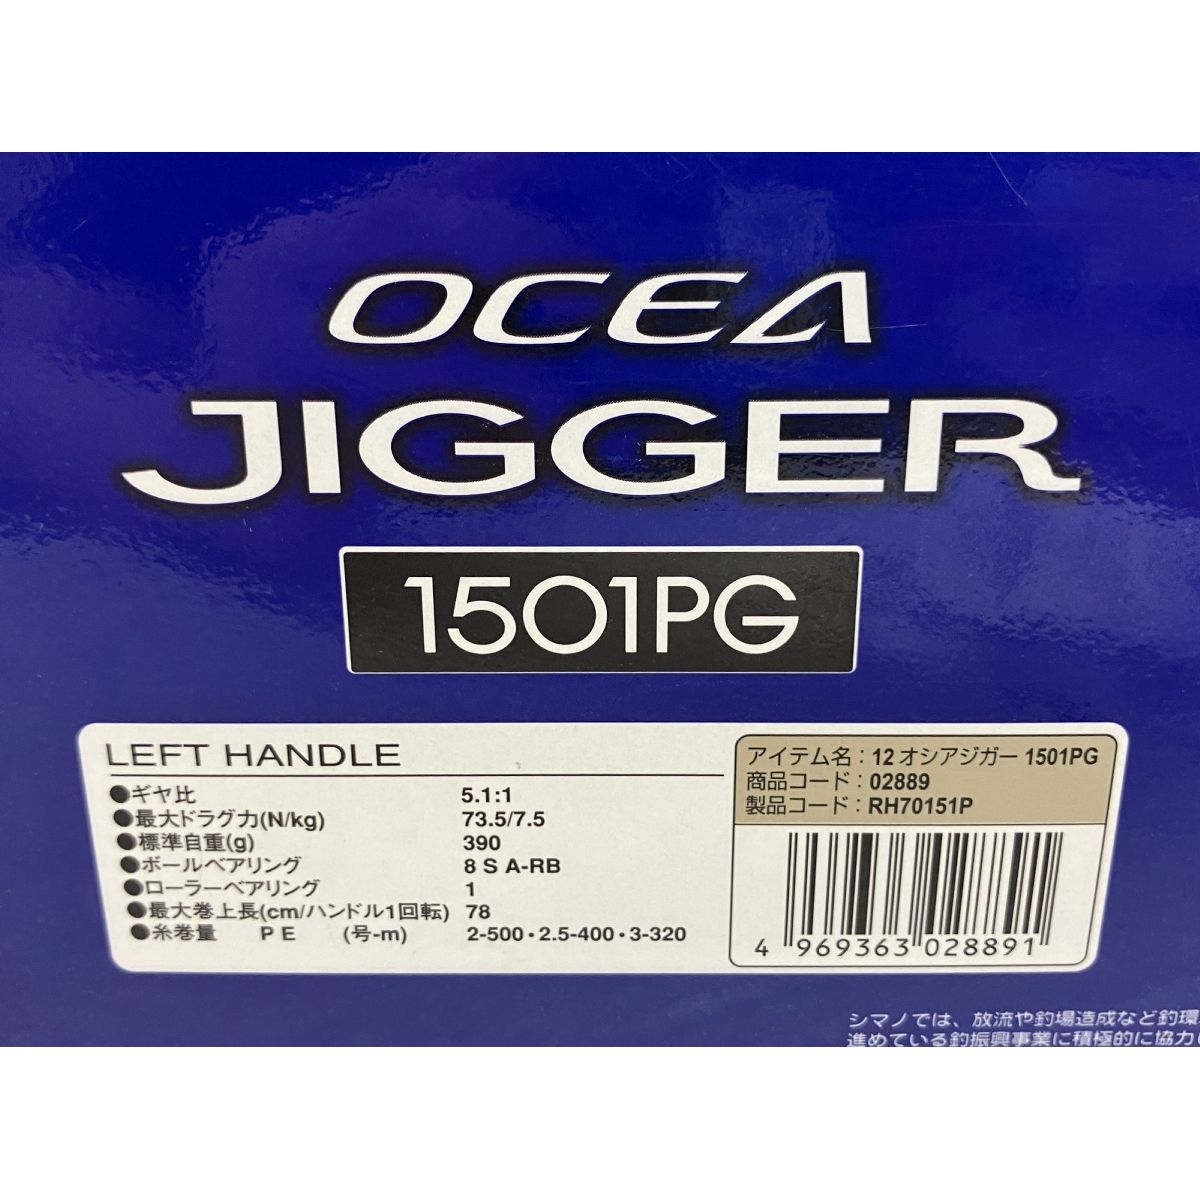 OCEA
JIGGER
1501PG
LEFT HANDLE
●ギヤ比 5.1:1
●最大ドラグ力(N/kg) 73.5/7.5
●標準自重(g) 390
●ボールベアリング 8 S A-RB
●ローラーベアリング 1
●最大巻上長(cm/ハンドル1回転) 78
●糸巻量 PE (号-m) 2-500・2.5-400・3-320
アイテム名：12 オシアジガー 1501PG
商品コード：02889
製品コード：RH70151P
4 969363 028891
シマノでは、放流や釣場造成など釣環
進めている釣振興事業に積極的に協力